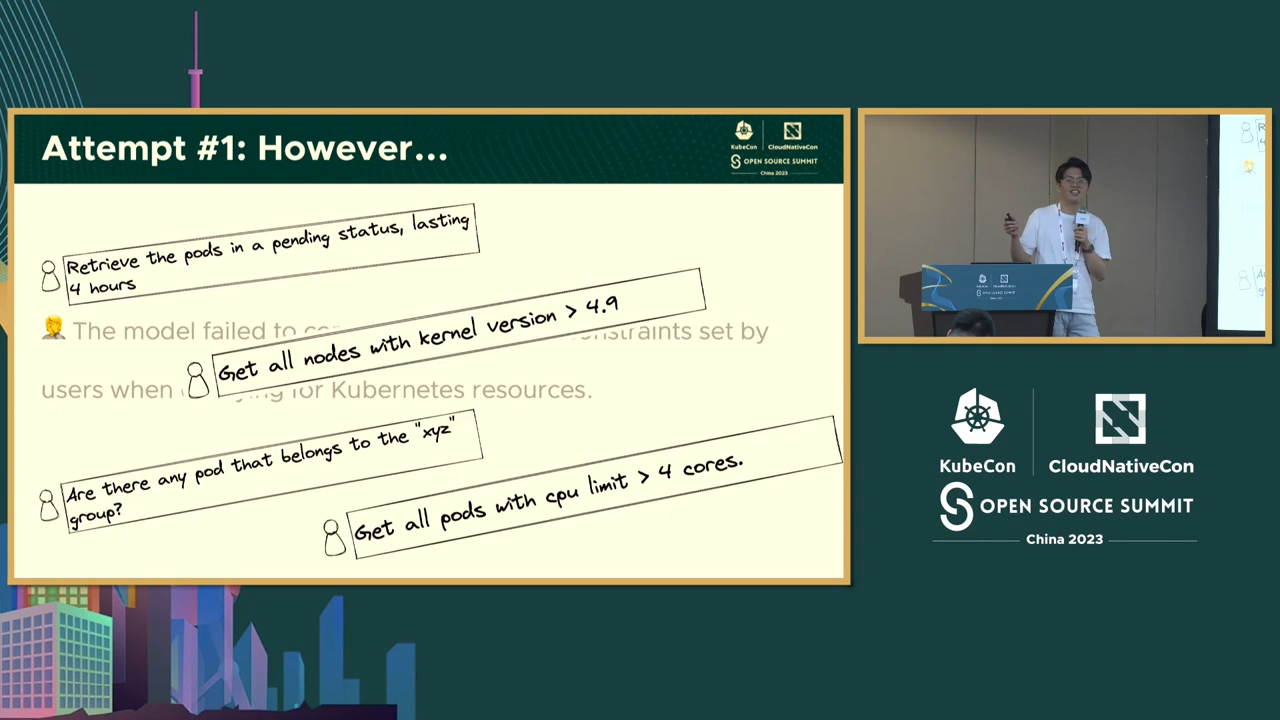 Attempt #1: However...
KubeCon
CloudNativeCon
OPEN SOURCE SUMMIT
China 2023
Retrieve the pods in a pending status, lasting
4 hours
The model failed to
set by
Get all nodes with kernel version > 4.9
users when
for Kubernetes resources.
Are there any pod that belongs to the "xyz"
group?
Get all pods with cpu limit > 4 cores.
KubeCon
CloudNativeCon
OPEN SOURCE SUMMIT
China 2023